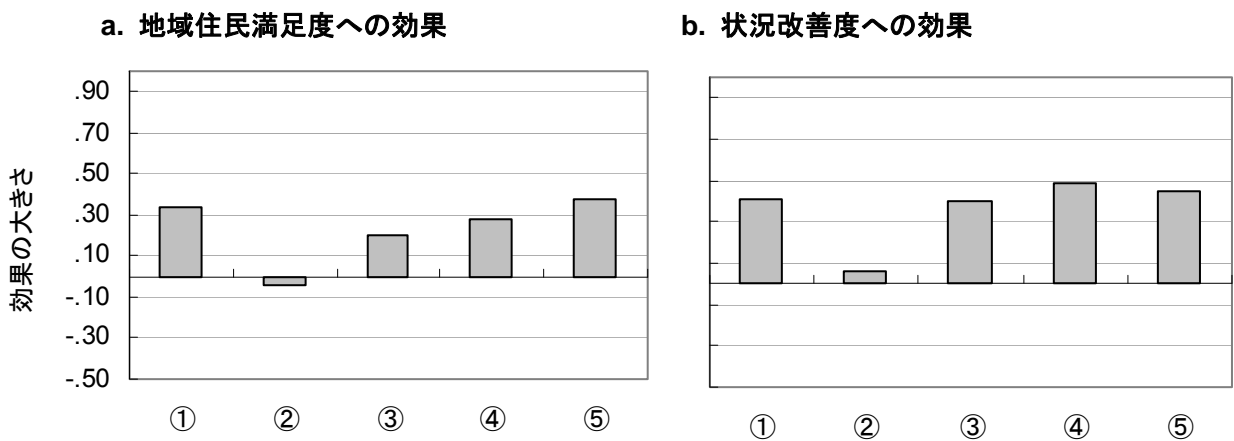 a. 地域住民満足度への効果
b. 状況改善度への効果
効果の大きさ
.90
.70
.50
.30
.10
-.10
-.30
-.50
① ② ③ ④ ⑤
① ② ③ ④ ⑤